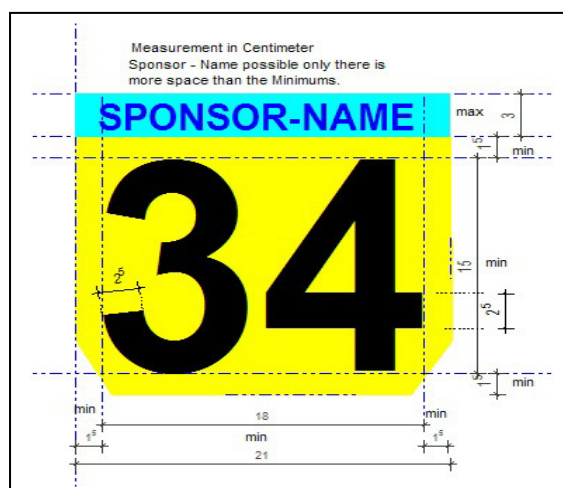 Measurement in Centimeter
Sponsor - Name possible only there is
more space than the Minimums.
SPONSOR-NAME
max
3
1⁵
min
34
2⁵
15
min
2⁵
1⁵
min
min
18
min
1⁵
min
1⁵
21